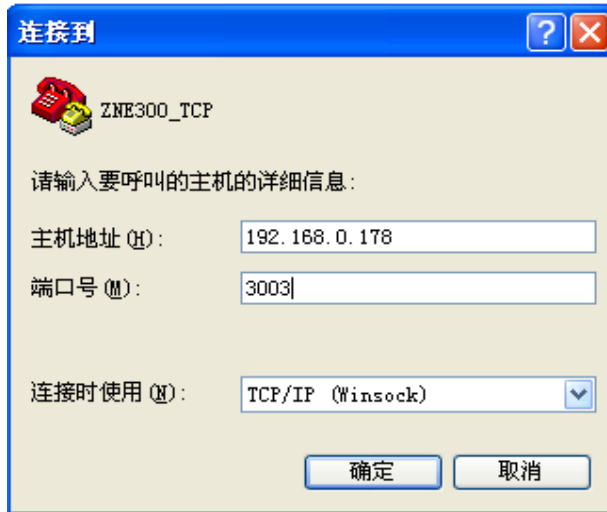 连接到
ZNE300_TCP
请输入要呼叫的主机的详细信息:
主机地址(H): 192.168.0.178
端口号(M): 3003
连接时使用(N): TCP/IP (Winsock)
确定 取消